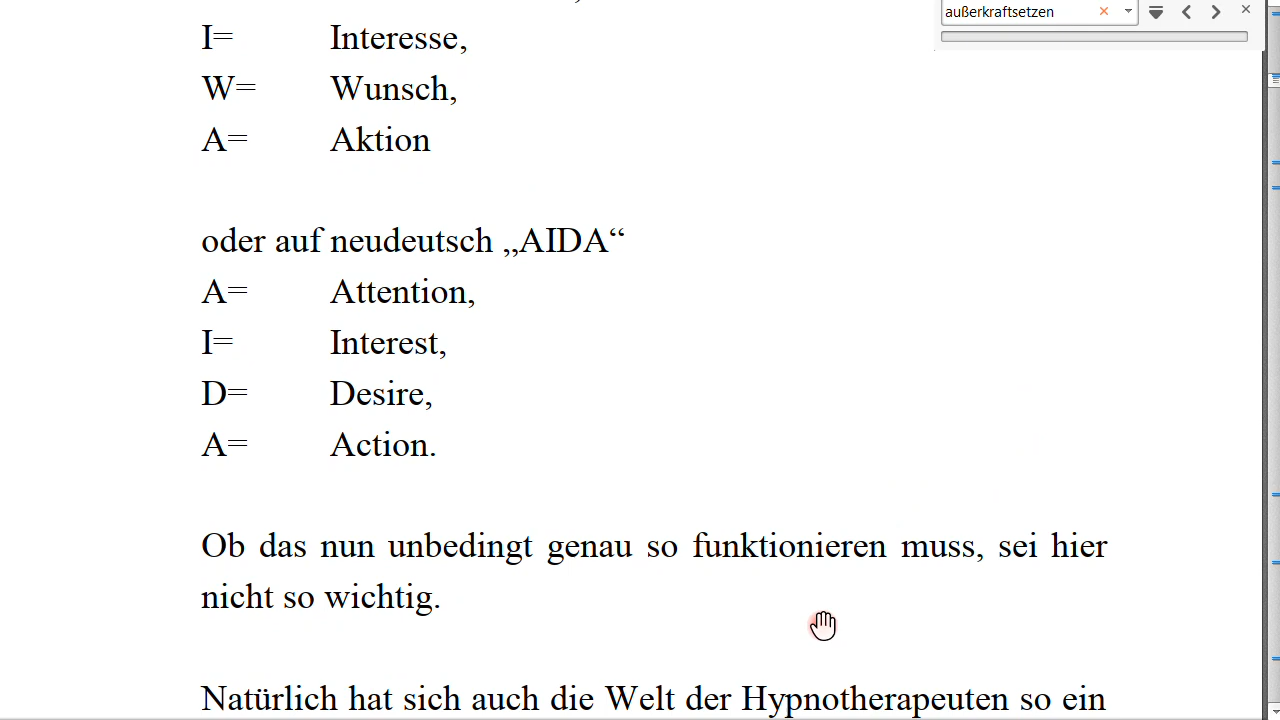 außerkraftsetzen
I= Interesse,
W= Wunsch,
A= Aktion
oder auf neudeutsch „AIDA“
A= Attention,
I= Interest,
D= Desire,
A= Action.
Ob das nun unbedingt genau so funktionieren muss, sei hier
nicht so wichtig.
Natürlich hat sich auch die Welt der Hypnotherapeuten so ein